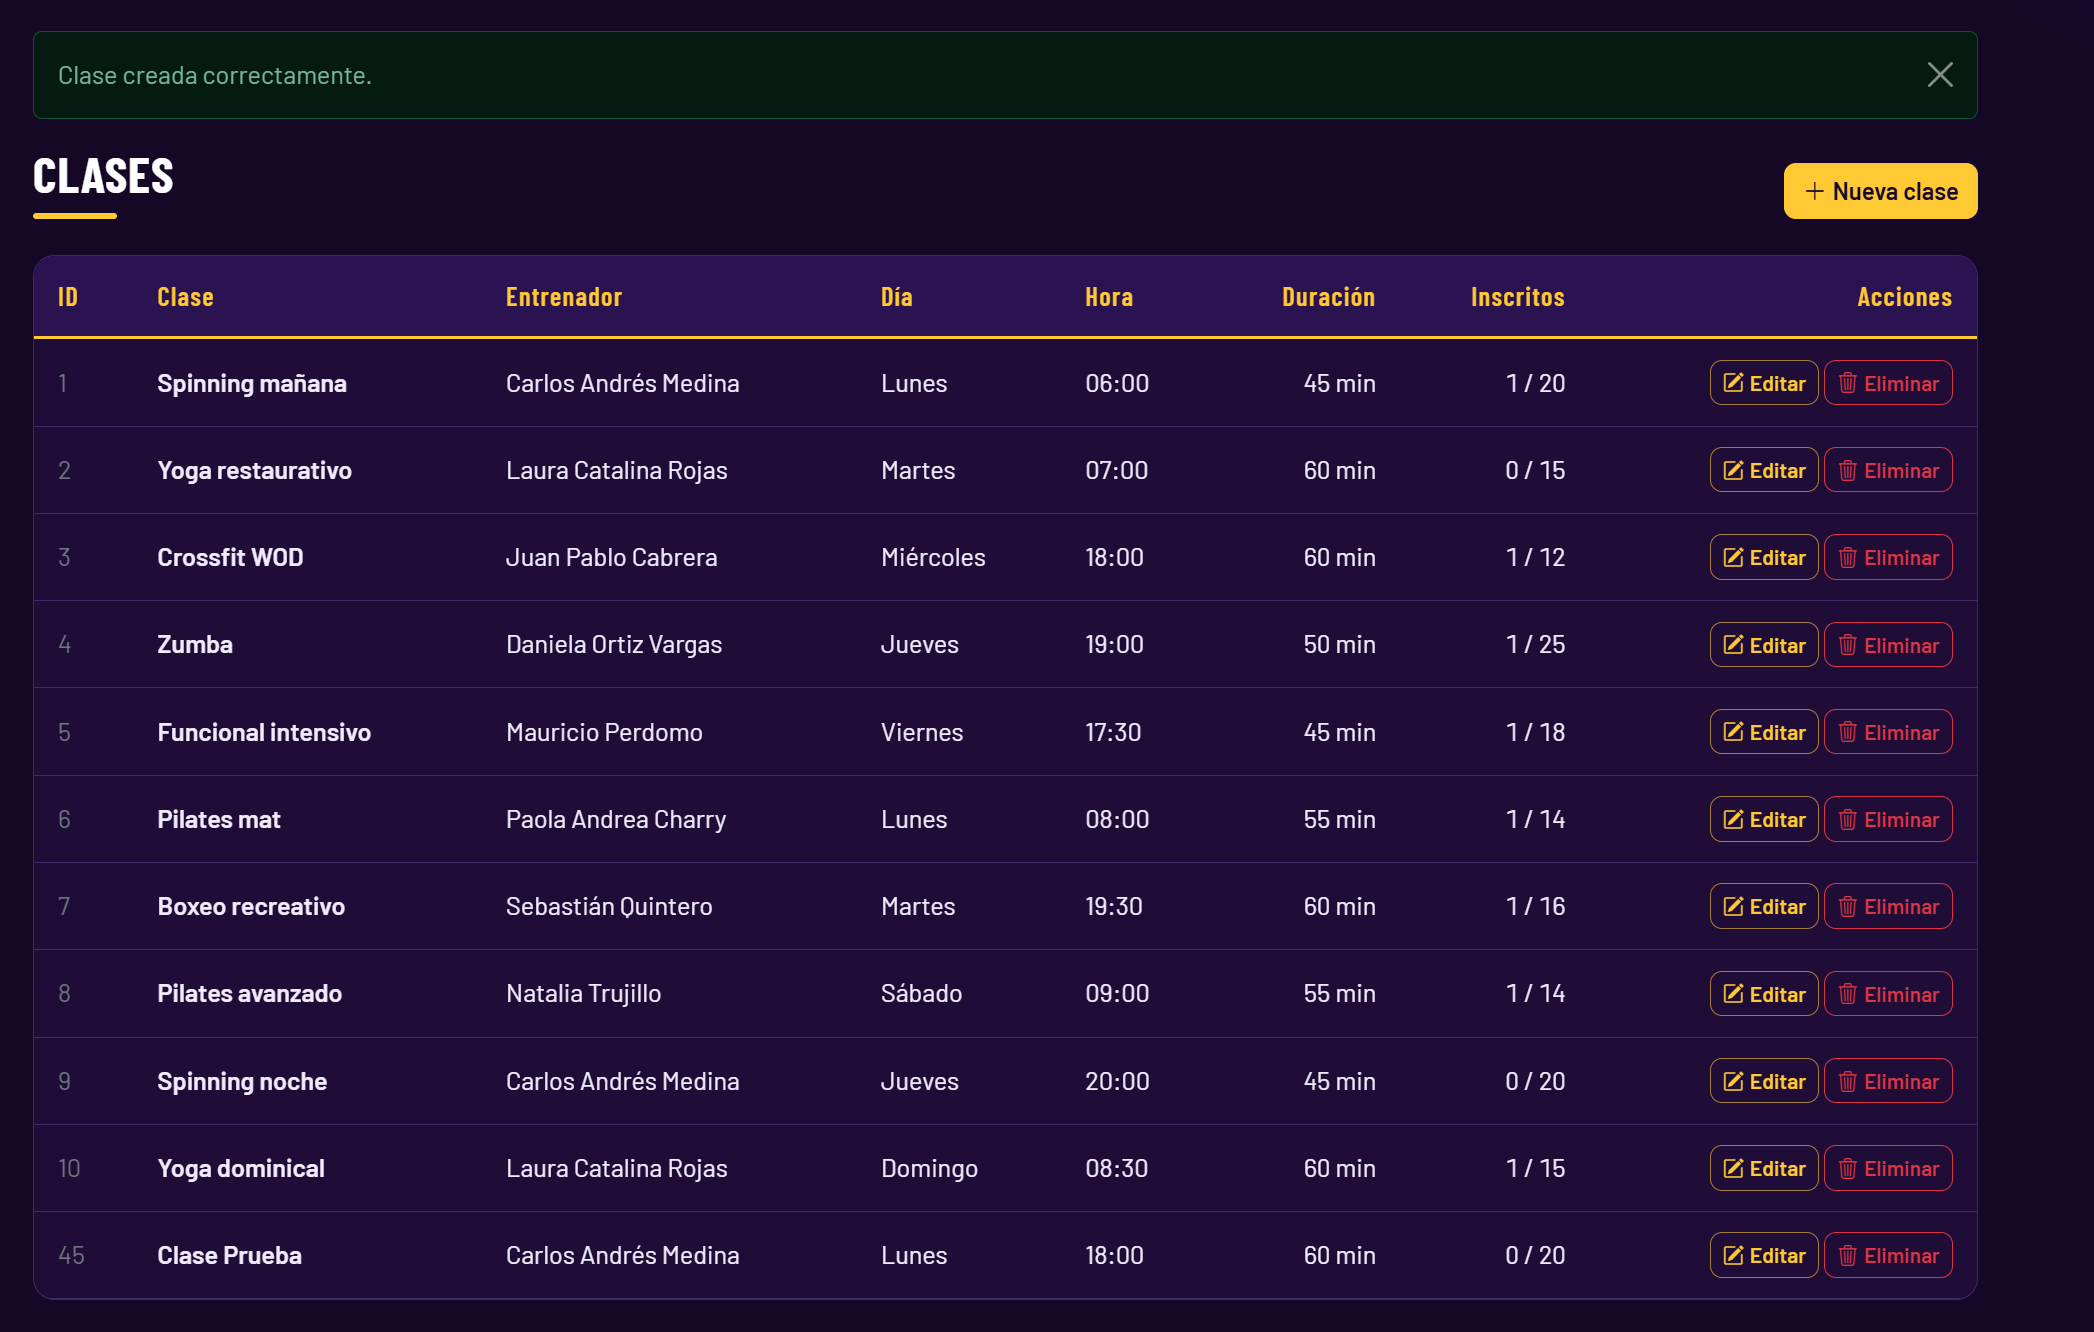 Clase creada correctamente.
CLASES
+ Nueva clase
ID Clase Entrenador Día Hora Duración Inscritos Acciones
1 Spinning mañana Carlos Andrés Medina Lunes 06:00 45 min 1 / 20 Editar Eliminar
2 Yoga restaurativo Laura Catalina Rojas Martes 07:00 60 min 0 / 15 Editar Eliminar
3 Crossfit WOD Juan Pablo Cabrera Miércoles 18:00 60 min 1 / 12 Editar Eliminar
4 Zumba Daniela Ortiz Vargas Jueves 19:00 50 min 1 / 25 Editar Eliminar
5 Funcional intensivo Mauricio Perdomo Viernes 17:30 45 min 1 / 18 Editar Eliminar
6 Pilates mat Paola Andrea Charry Lunes 08:00 55 min 1 / 14 Editar Eliminar
7 Boxeo recreativo Sebastián Quintero Martes 19:30 60 min 1 / 16 Editar Eliminar
8 Pilates avanzado Natalia Trujillo Sábado 09:00 55 min 1 / 14 Editar Eliminar
9 Spinning noche Carlos Andrés Medina Jueves 20:00 45 min 0 / 20 Editar Eliminar
10 Yoga dominical Laura Catalina Rojas Domingo 08:30 60 min 1 / 15 Editar Eliminar
45 Clase Prueba Carlos Andrés Medina Lunes 18:00 60 min 0 / 20 Editar Eliminar